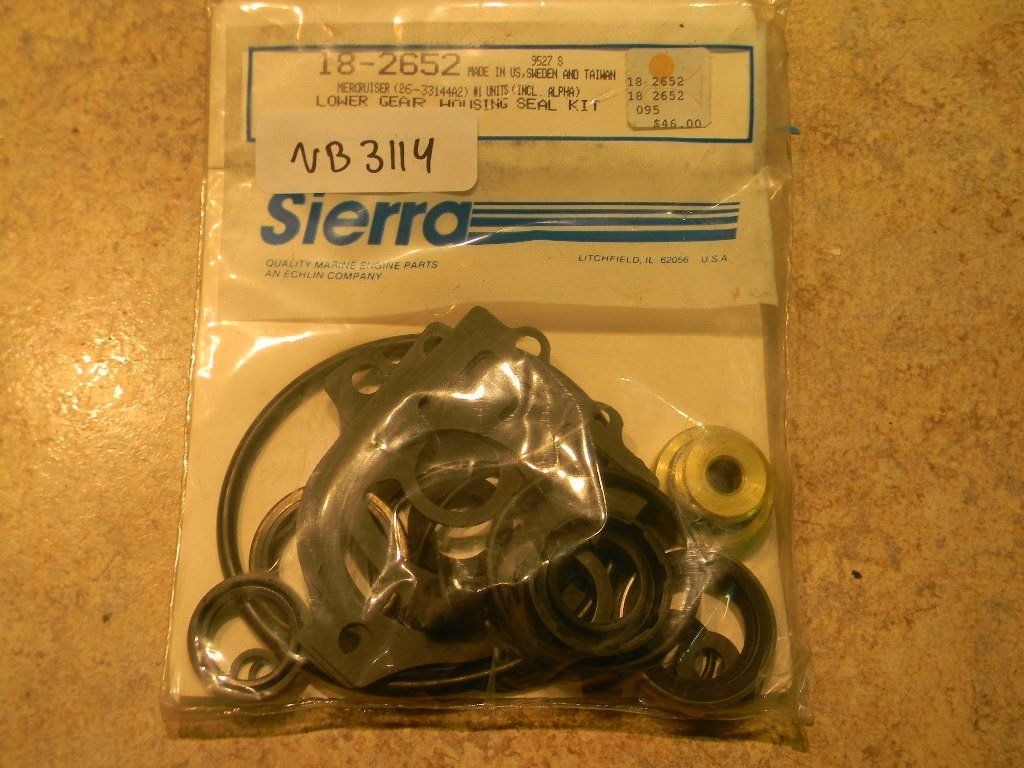 18-2652 MADE IN US, SWEDEN AND TAIWAN
9527 S
MERCRUISER (26-33144A2) #1 UNITS (INCL. ALPHA)
LOWER GEAR HOUSING SEAL KIT
18-2652
18 2652
095
$46.00
NB 3114
Sierra
QUALITY MARINE ENGINE PARTS
AN ECHLIN COMPANY
LITCHFIELD, IL 62056 U.S.A.